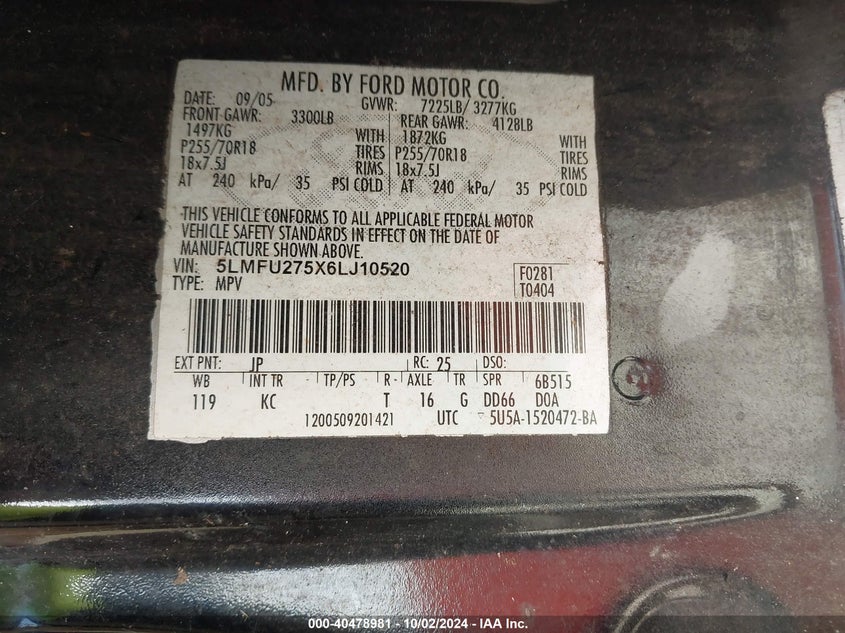 MFD. BY FORD MOTOR CO.
DATE: 09/05 GVWR: 7225LB/ 3277KG
FRONT GAWR: 3300LB REAR GAWR: 4128LB
1497KG WITH 1872KG WITH
P255/70R18 TIRES P255/70R18 TIRES
18x7.5J RIMS 18x7.5J RIMS
AT 240 kPa/ 35 PSI COLD AT 240 kPa/ 35 PSI COLD
THIS VEHICLE CONFORMS TO ALL APPLICABLE FEDERAL MOTOR
VEHICLE SAFETY STANDARDS IN EFFECT ON THE DATE OF
MANUFACTURE SHOWN ABOVE.
VIN: 5LMFU275X6LJ10520 F0281
TYPE: MPV T0404
EXT PNT: JP RC: 25 DSO:
WB INT TR TP/PS R AXLE TR SPR 6B515
119 KC T 16 G DD66 DOA
1200509201421 UTC 5U5A-1520472-BA
000-40478981 - 10/02/2024 - IAA Inc.